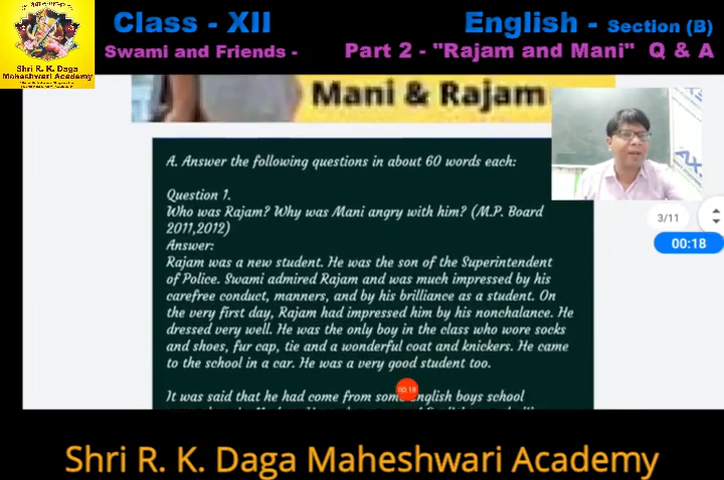 Class - XII
English - Section (B)
Swami and Friends -
Part 2 - "Rajam and Mani" Q & A
Shri R. K. Daga
Maheshwari Academy
Mani & Rajam
A. Answer the following questions in about 60 words each:
Question 1.
Who was Rajam? Why was Mani angry with him? (M.P. Board
2011,2012)
Answer:
Rajam was a new student. He was the son of the Superintendent
of Police. Swami admired Rajam and was much impressed by his
carefree conduct, manners, and by his brilliance as a student. On
the very first day, Rajam had impressed him by his nonchalance. He
dressed very well. He was the only boy in the class who wore socks
and shoes, fur cap, tie and a wonderful coat and knickers. He came
to the school in a car. He was a very good student too.
It was said that he had come from some English boys school
3/11
00:18
00:18
Shri R. K. Daga Maheshwari Academy